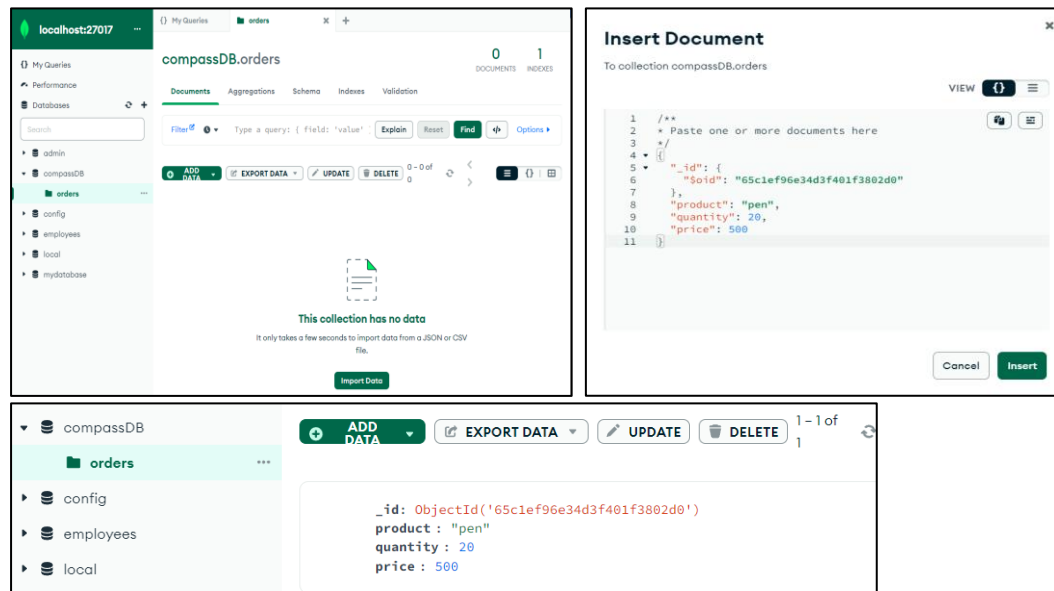 localhost:27017 ...
{} My Queries
Performance
Databases
Search
admin
compassDB
orders ...
config
employees
local
mydatabase
{} My Queries
orders
compassDB.orders
0
DOCUMENTS
1
INDEXES
Documents Aggregations Schema Indexes Validation
Filter Type a query: { field: 'value' Explain Reset Find </> Options
ADD DATA EXPORT DATA UPDATE DELETE 0 – 0 of 0 {}
This collection has no data
It only takes a few seconds to import data from a JSON or CSV
file.
Import Data
Insert Document
To collection compassDB.orders
VIEW {}
1 /**
2 * Paste one or more documents here
3 */
4 {
5 "_id": {
6 "$oid": "65c1ef96e34d3f401f3802d0"
7 },
8 "product": "pen",
9 "quantity": 20,
10 "price": 500
11 }
Cancel Insert
compassDB
orders ...
config
employees
local
ADD DATA EXPORT DATA UPDATE DELETE 1 – 1 of 1
_id: ObjectId('65c1ef96e34d3f401f3802d0')
product : "pen"
quantity : 20
price : 500